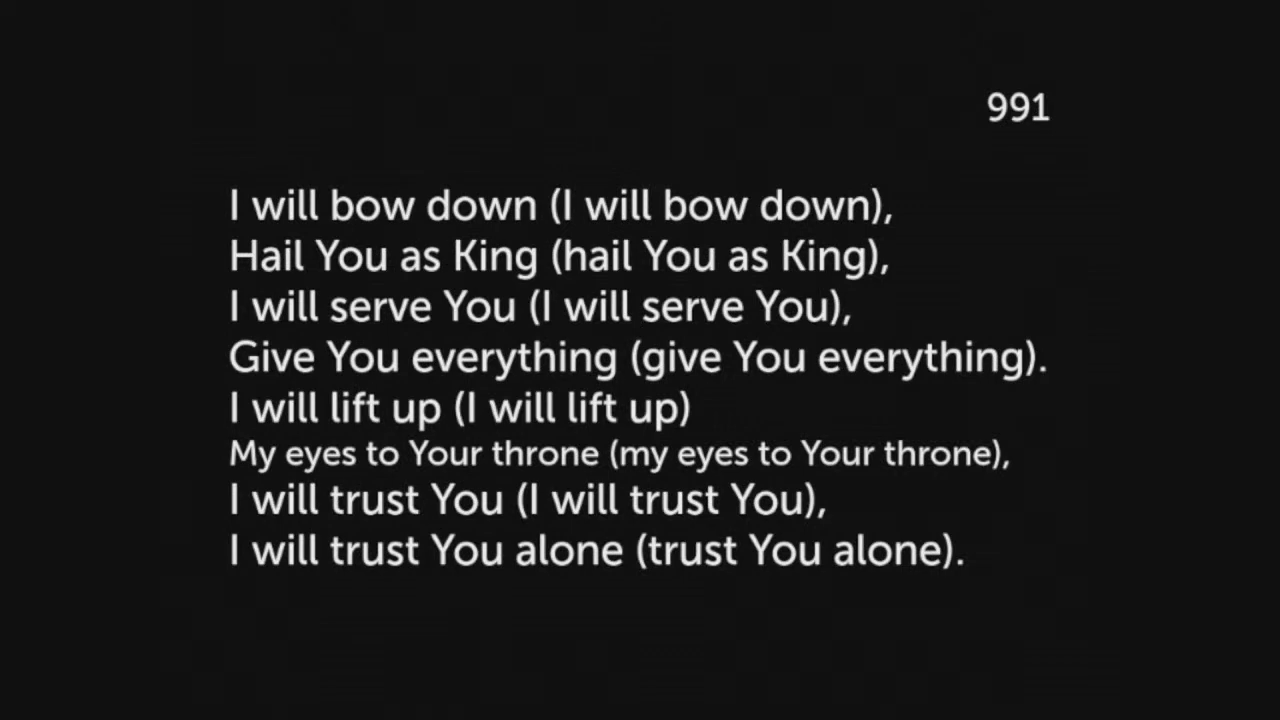 991
I will bow down (I will bow down),
Hail You as King (hail You as King),
I will serve You (I will serve You),
Give You everything (give You everything).
I will lift up (I will lift up)
My eyes to Your throne (my eyes to Your throne),
I will trust You (I will trust You),
I will trust You alone (trust You alone).